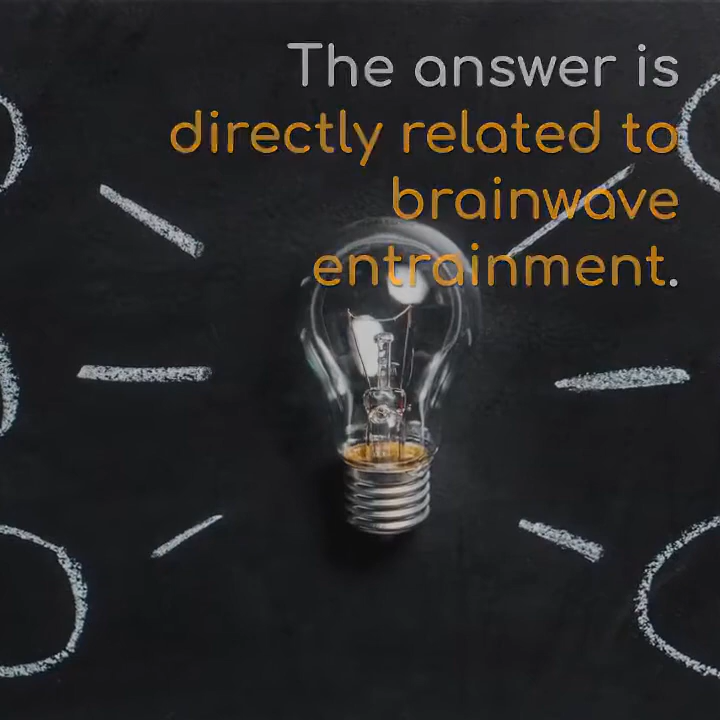 The answer is
directly related to
brainwave
entrainment.